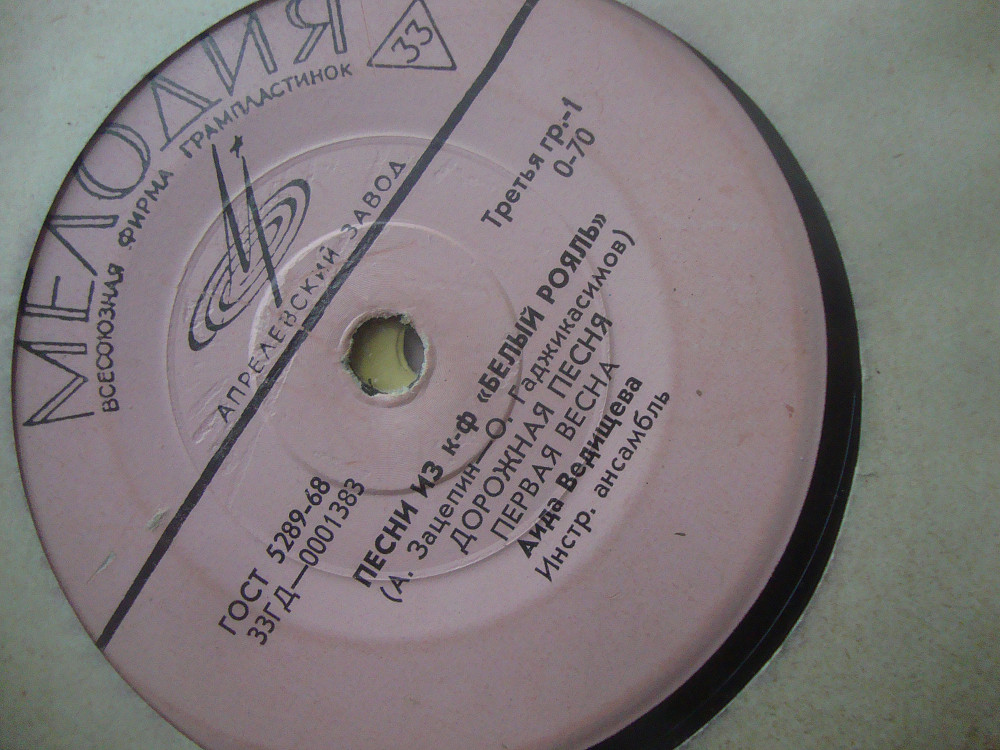 МЕЛОДИЯ
33
ВСЕСОЮЗНАЯ ФИРМА ГРАМПЛАСТИНОК
АПРЕЛЕВСКИЙ ЗАВОД
ГОСТ 5289-68
33ГД—0001383
Третья гр.-1
0-70
ПЕСНИ ИЗ к-ф «БЕЛЫЙ РОЯЛЬ»
(А. Зацепин—О. Гаджикасимов)
ДОРОЖНАЯ ПЕСНЯ
ПЕРВАЯ ВЕСНА
Аида Ведищева
Инстр. ансамбль